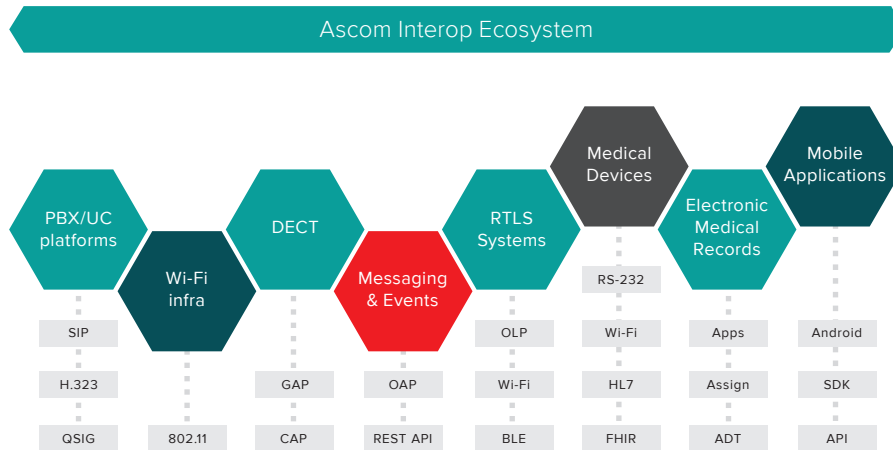 Ascom Interop Ecosystem
PBX/UC
platforms
SIP
H.323
QSIG
Wi-Fi
infra
802.11
DECT
GAP
CAP
Messaging
& Events
OAP
REST API
RTLS
Systems
OLP
Wi-Fi
BLE
Medical
Devices
RS-232
Wi-Fi
HL7
FHIR
Electronic
Medical
Records
Apps
Assign
ADT
Mobile
Applications
Android
SDK
API